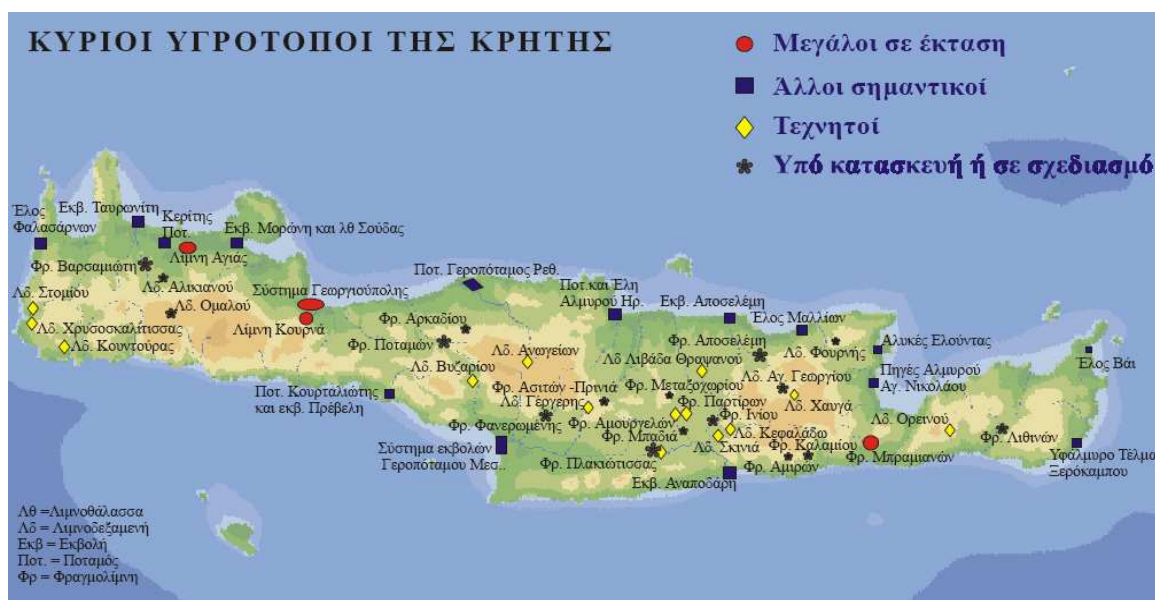 ΚΥΡΙΟΙ ΥΓΡΟΤΟΠΟΙ ΤΗΣ ΚΡΗΤΗΣ
Μεγάλοι σε έκταση
Άλλοι σημαντικοί
Τεχνητοί
Υπό κατασκευή ή σε σχεδιασμό
Έλος
Φαλασάρνων
Εκβ. Ταυρωνίτη
Κερίτης
Ποτ.
Εκβ. Μορώνη και λθ Σούδας
Λίμνη Αγιάς
Φρ. Βαρσαμιώτη
Λδ. Αλικιανού
Λδ. Στομίου
Λδ. Ομαλού
Σύστημα Γεωργιούπολης
Λδ. Χρυσοσκαλίτισσας
Λίμνη Κουρνά
Λδ. Κουντούρας
Ποτ. Γεροπόταμος Ρεθ.
Ποτ και Έλη
Αλμυρού Ηρ.
Εκβ. Αποσελέμη
Έλος Μαλλίων
Φρ. Αρκαδίου
Φρ. Ποταμών
Λδ. Ανωγείων
Λδ. Βυζαρίου
Λδ Λιβάδα Θραψανού
Φρ. Αποσελέμη
Λδ. Φουρνής
Αλυκές Ελούντας
Έλος Βάι
Πηγές Αλμυρού
Αγ. Νικολάου
Φρ. Ασιτών -Πρινιά
Φρ. Μεταξοχωρίου
Λδ. Αγ. Γεωργίου
Λδ. Γέργερης
Φρ. Παρτίρων
Λδ. Χαυγά
Ποτ. Κουρταλιώτης
και εκβ. Πρέβελη
Φρ. Φανερωμένης
Φρ. Αμουργελών
Φρ. Ινίου
Λδ. Ορεινού
Φρ. Μπαδιά
Λδ. Κεφαλάδω
Φρ. Λιθινών
Σύστημα εκβολών
Γεροπόταμου Μεσ..
Λδ. Σκινιά
Φρ. Καλαμίου
Φρ. Μπραμιανών
Υφάλμυρο Τέλμα
Ξερόκαμπου
Φρ. Πλακιώτισσας
Φρ. Αμιρών
Εκβ. Αναποδάρη
Λθ =Λιμνοθάλασσα
Λδ = Λιμνοδεξαμενή
Εκβ = Εκβολή
Ποτ. = Ποταμός
Φρ = Φραγμολίμνη